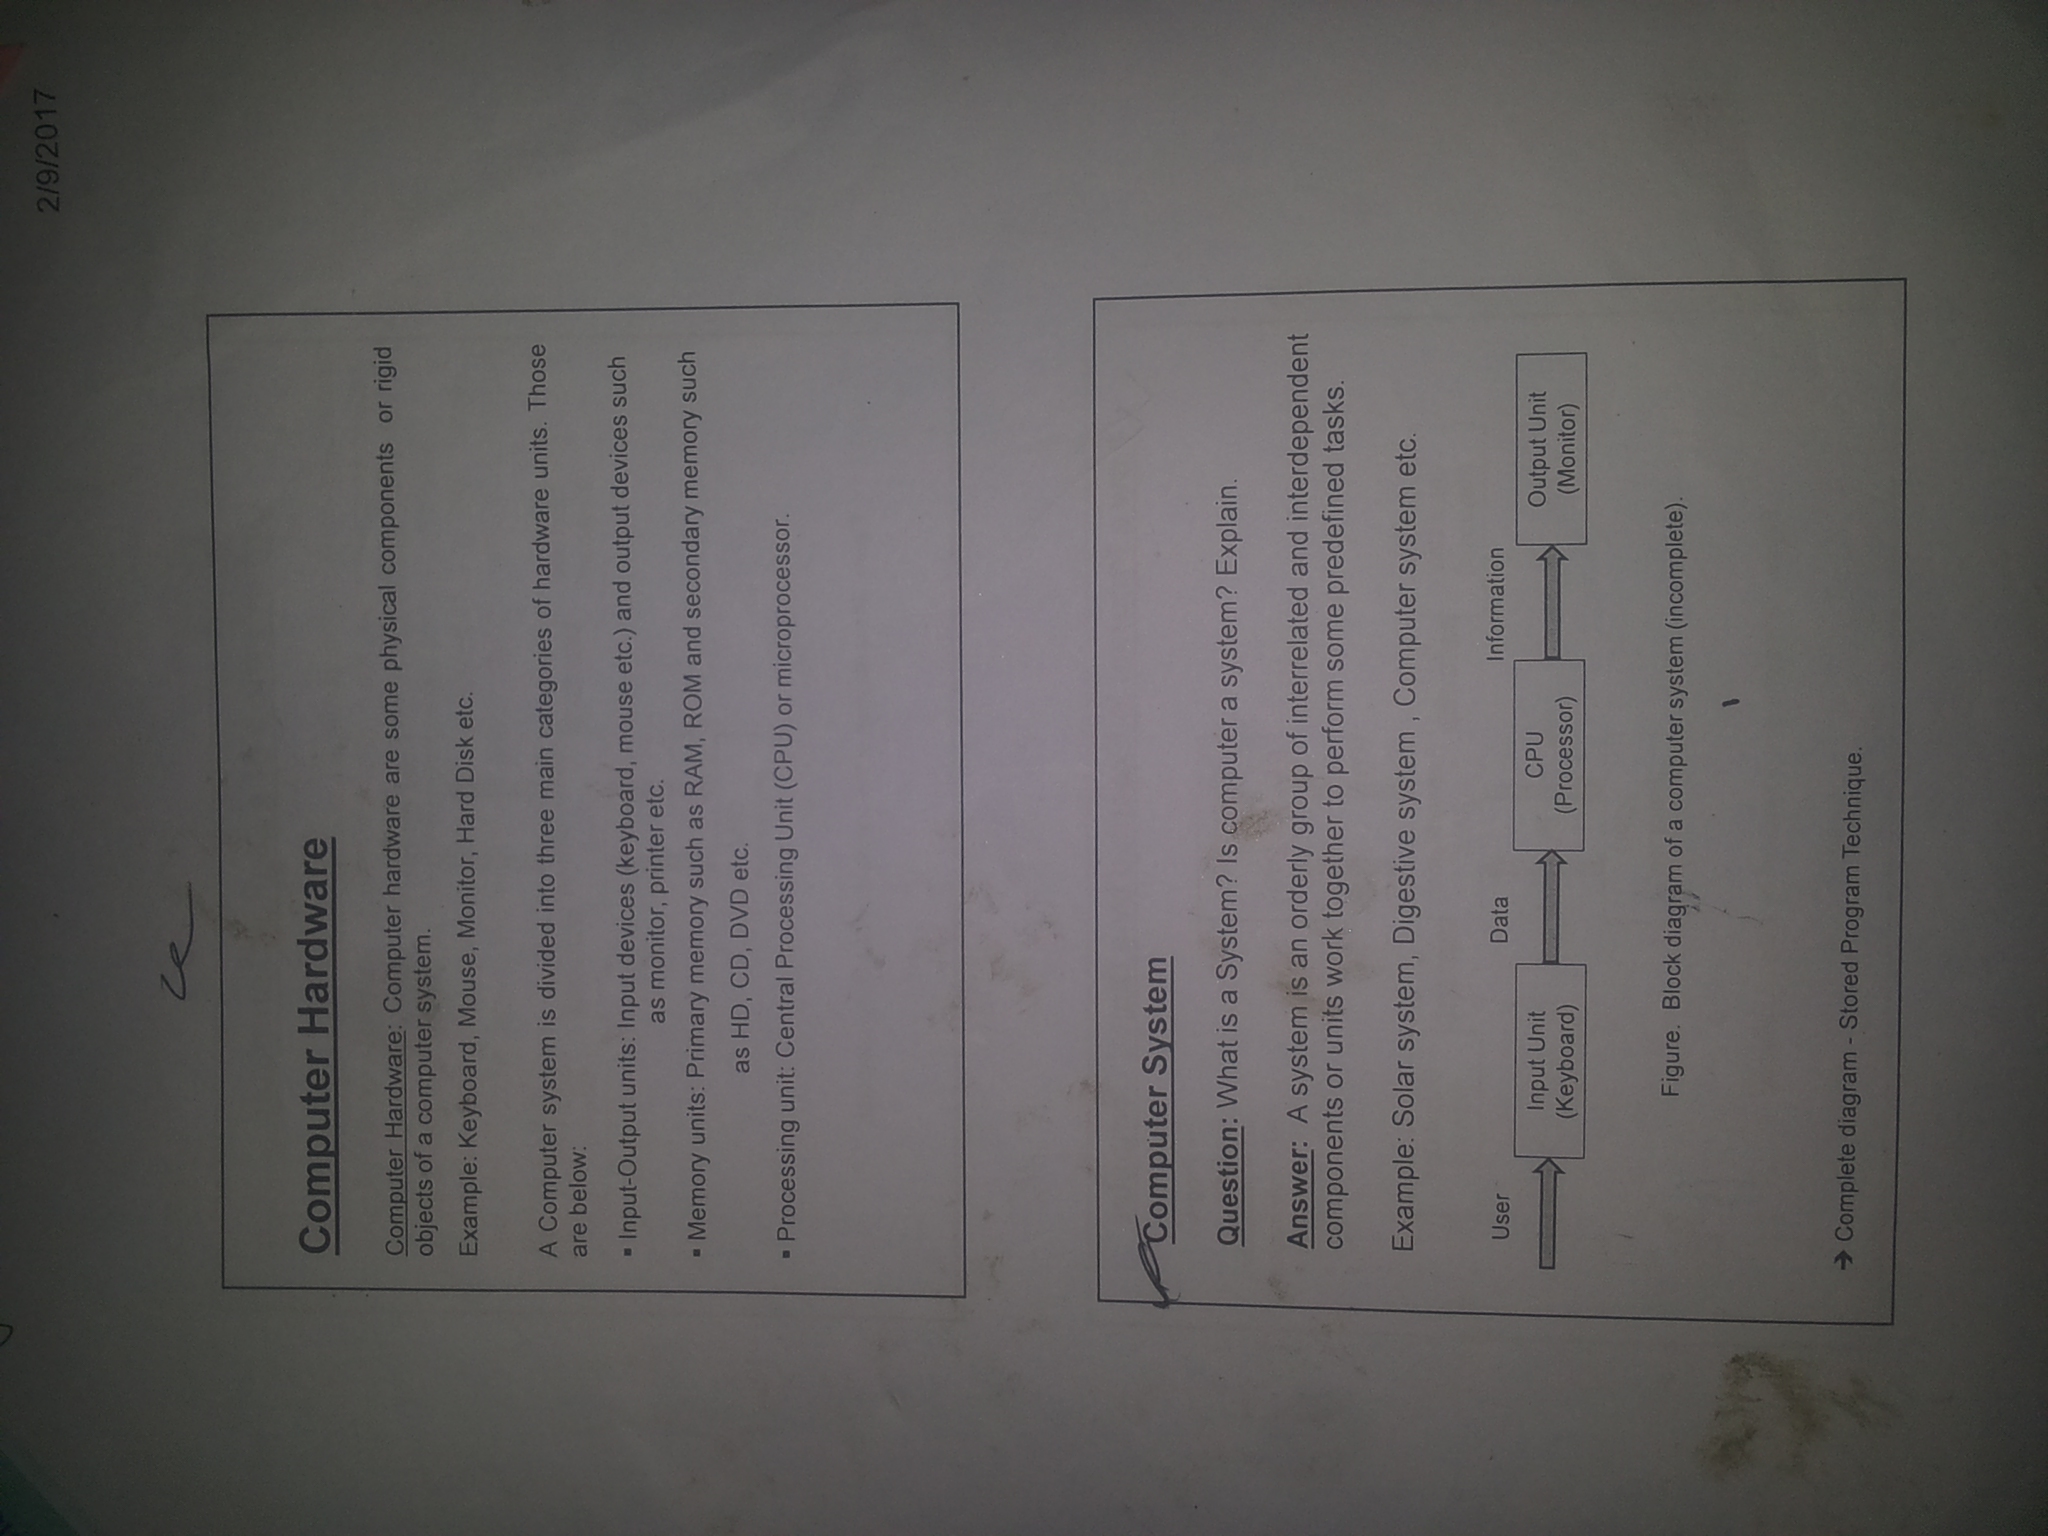 2/9/2017
Computer Hardware
Computer Hardware: Computer hardware are some physical components or rigid
objects of a computer system.
Example: Keyboard, Mouse, Monitor, Hard Disk etc.
A Computer system is divided into three main categories of hardware units. Those
are below:
▪ Input-Output units: Input devices (keyboard, mouse etc.) and output devices such
as monitor, printer etc.
▪ Memory units: Primary memory such as RAM, ROM and secondary memory such
as HD, CD, DVD etc.
▪ Processing unit: Central Processing Unit (CPU) or microprocessor.
Computer System
Question: What is a System? Is computer a system? Explain.
Answer: A system is an orderly group of interrelated and interdependent
components or units work together to perform some predefined tasks.
Example: Solar system, Digestive system , Computer system etc.
User Data Information
Input Unit CPU Output Unit
(Keyboard) (Processor) (Monitor)
Figure. Block diagram of a computer system (incomplete).
➔ Complete diagram - Stored Program Technique.